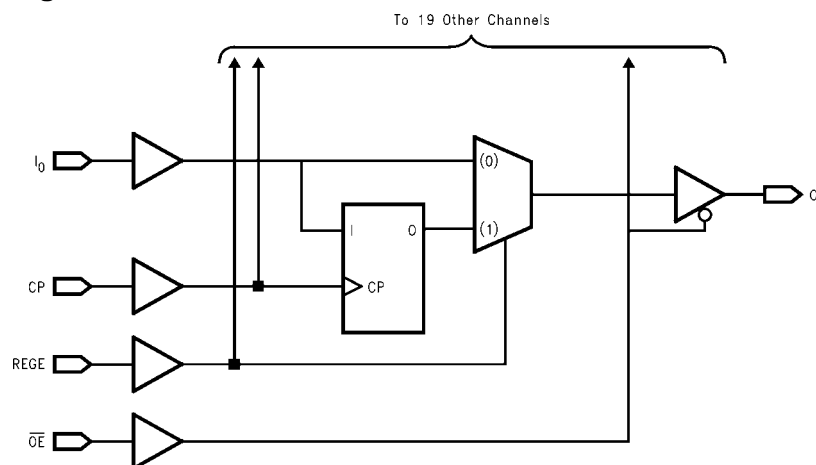 To 19 Other Channels
I0
(0)
I
O
(1)
O
CP
CP
REGE
OE